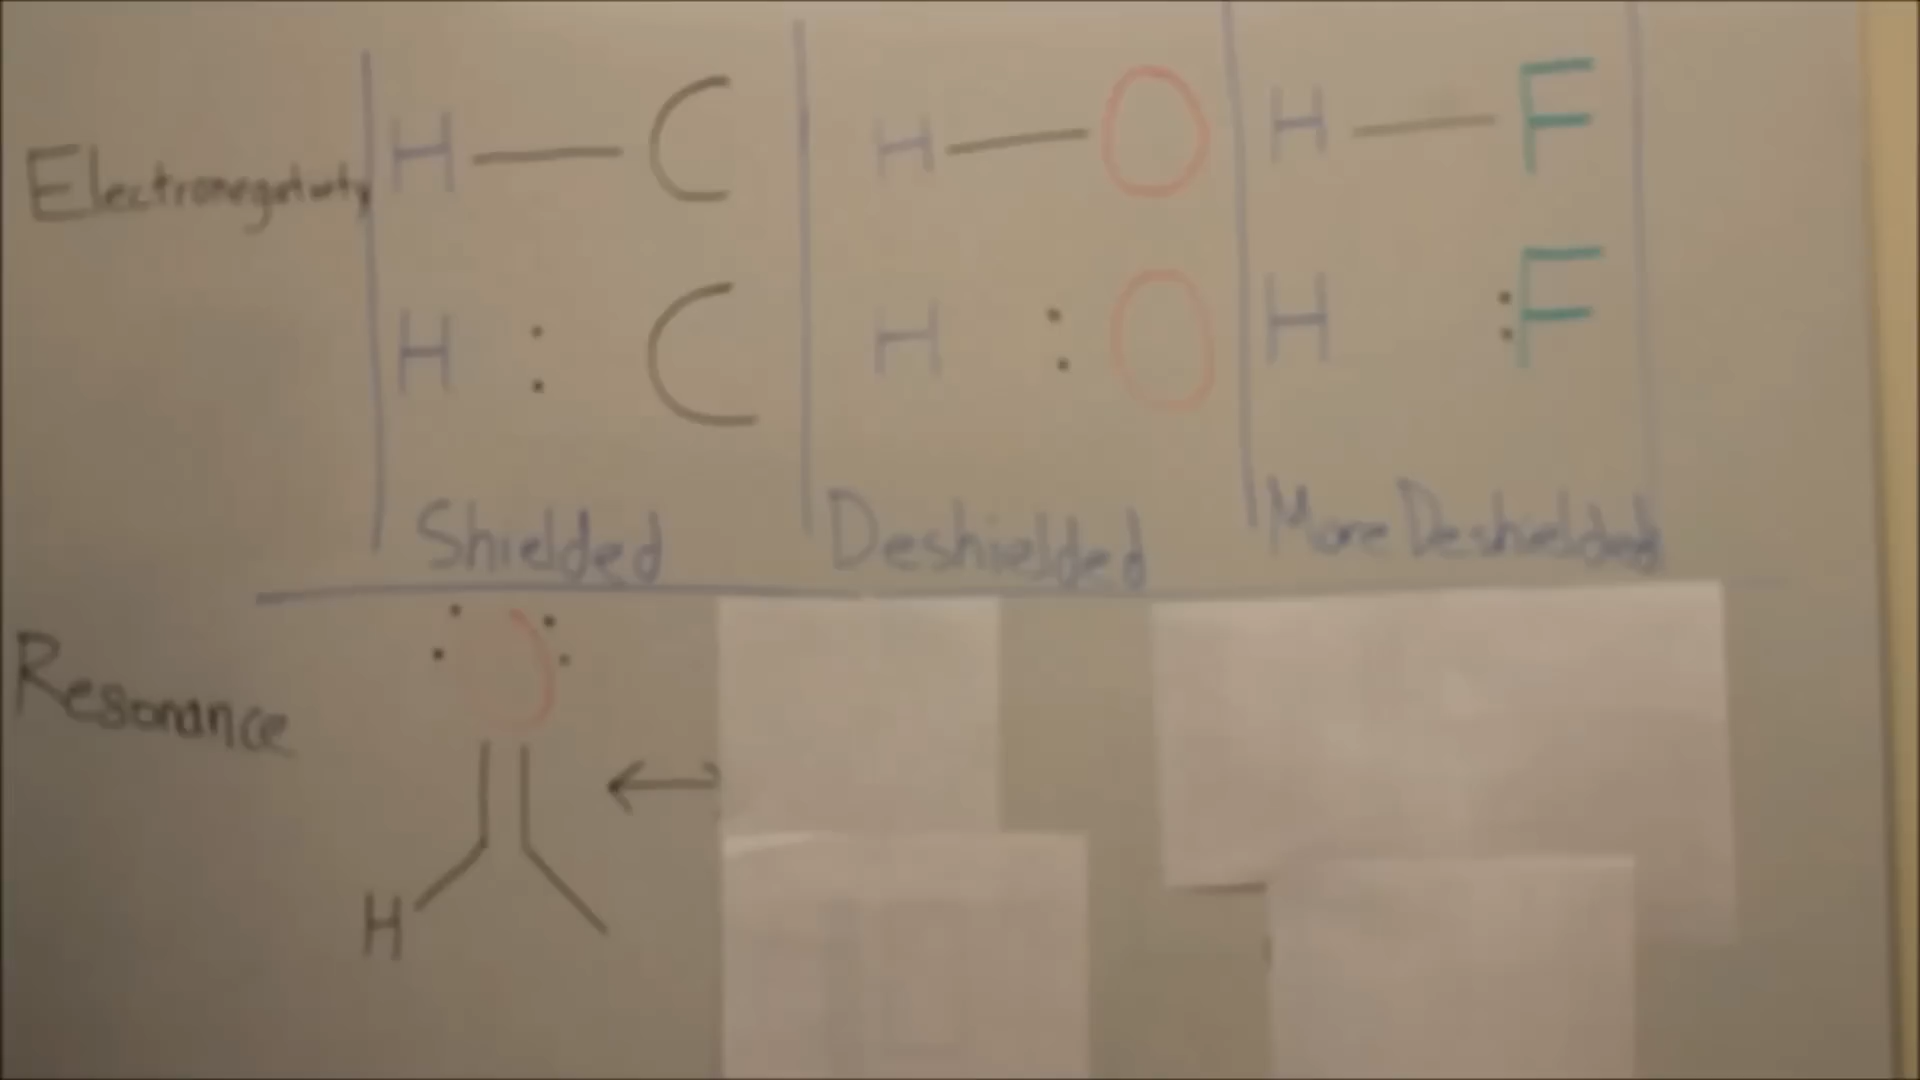 Electronegativity
H — C
H — O
H — F
H : C
H : O
H : F
Shielded
Deshielded
More Deshielded
Resonance
O
H